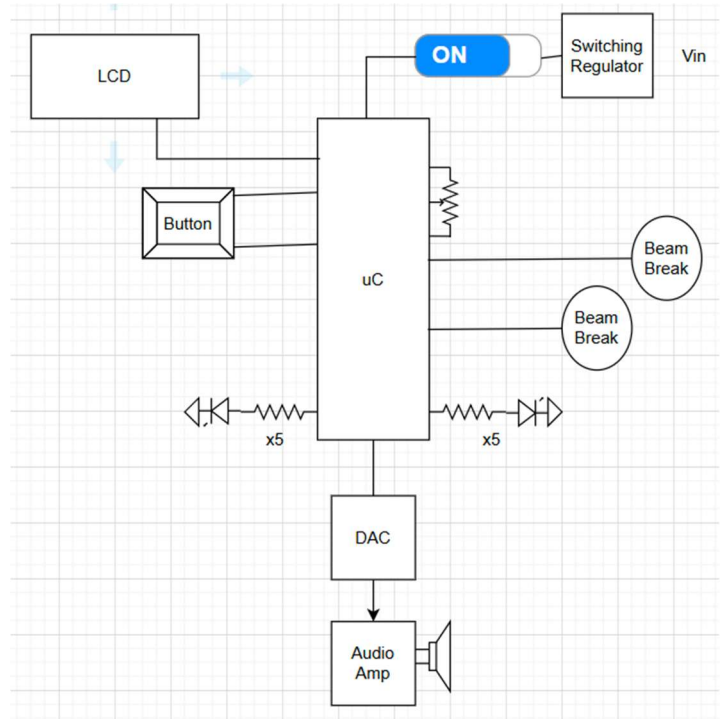 ON
Switching
Regulator
Vin
LCD
Button
uC
Beam
Break
Beam
Break
x5
x5
DAC
Audio
Amp